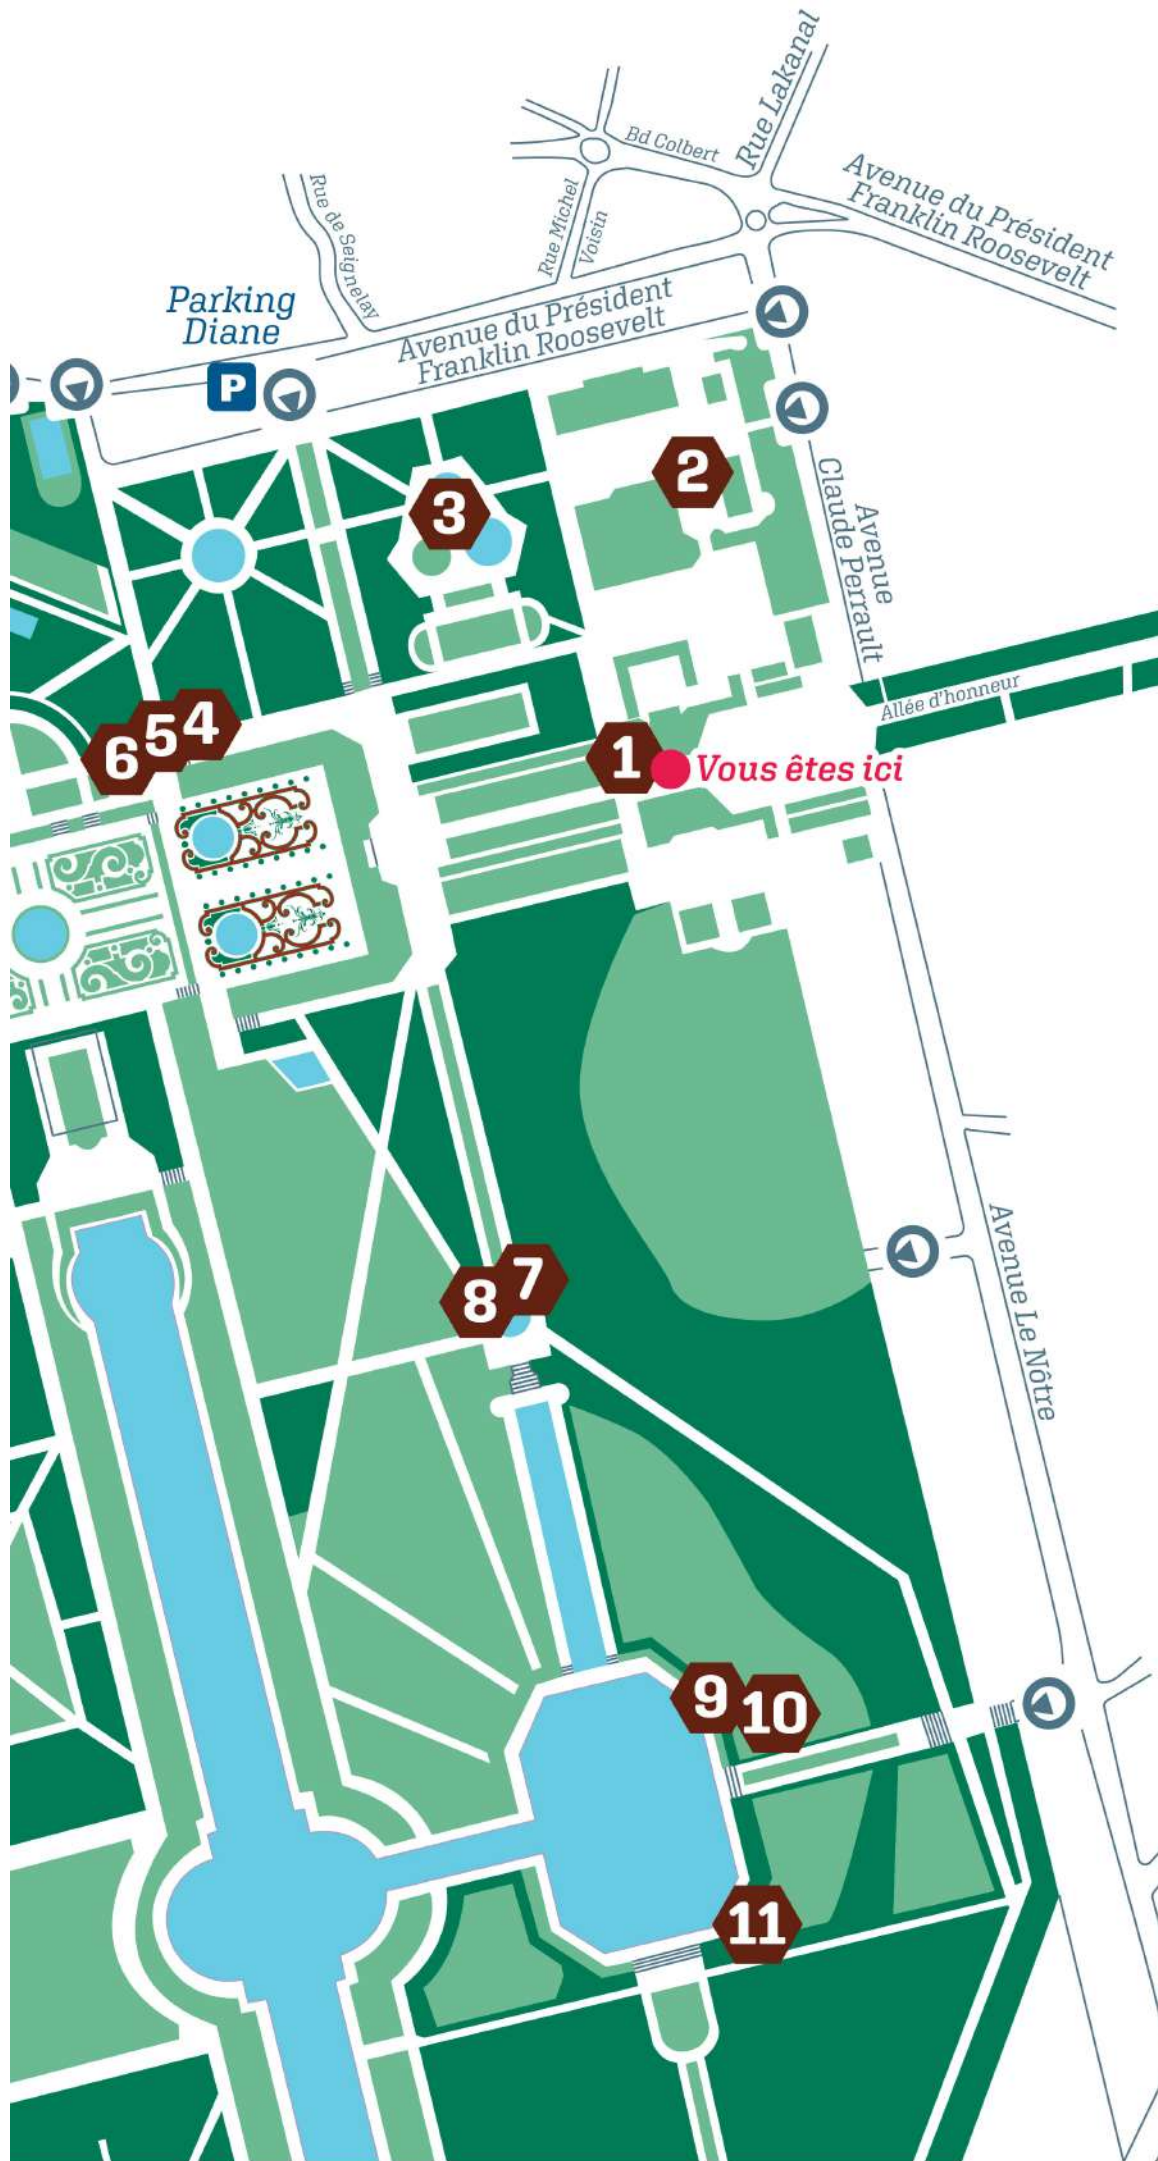 Rue Lakanal
Bd Colbert
Avenue du Président
Franklin Roosevelt
Rue de Seignelay
Rue Michel
Voisin
Parking
Diane
P
Avenue du Président
Franklin Roosevelt
2
3
Avenue
Claude Perrault
Allée d'honneur
4
5
6
1
Vous êtes ici
Avenue Le Nôtre
7
8
9
10
11